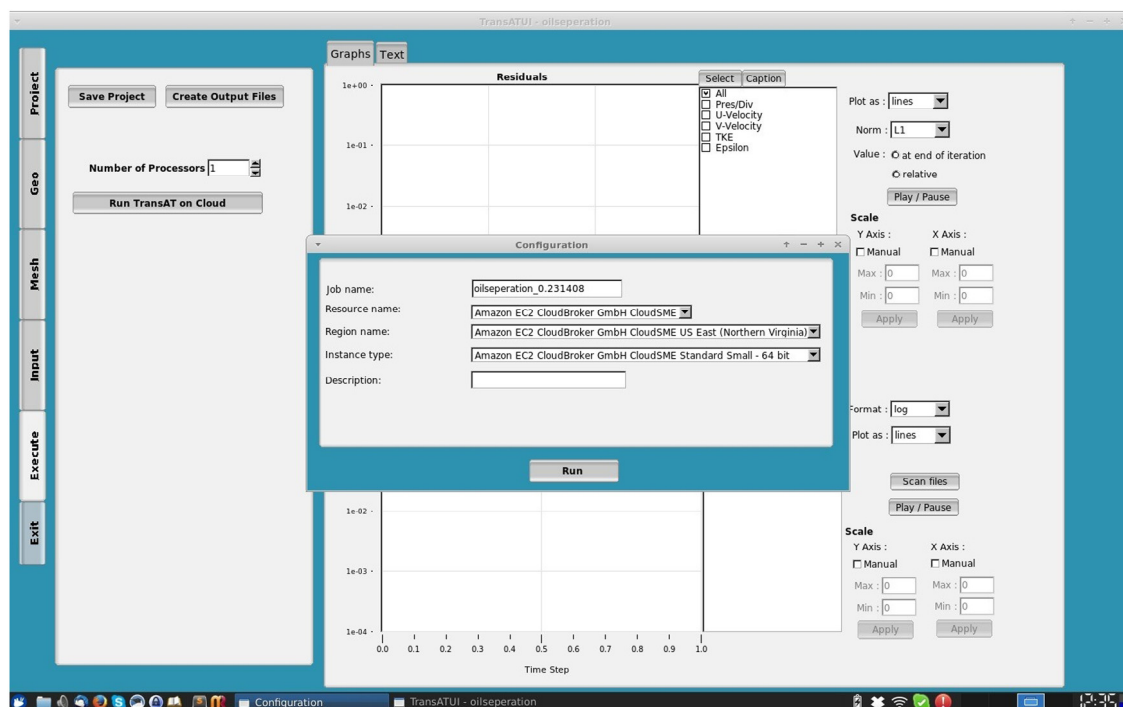 TransATUI - oilseperation
Project
Geo
Mesh
Input
Execute
Exit
Save Project
Create Output Files
Number of Processors 1
Run TransAT on Cloud
Graphs Text
Residuals
1e+00
1e-01
1e-02
Select Caption
All
Pres/Div
U-Velocity
V-Velocity
TKE
Epsilon
Plot as : lines
Norm : L1
Value : at end of iteration
relative
Play / Pause
Scale
Y Axis : X Axis :
Manual Manual
Max : 0 Max : 0
Min : 0 Min : 0
Apply Apply
Configuration
Job name: oilseperation_0.231408
Resource name: Amazon EC2 CloudBroker GmbH CloudSME
Region name: Amazon EC2 CloudBroker GmbH CloudSME US East (Northern Virginia)
Instance type: Amazon EC2 CloudBroker GmbH CloudSME Standard Small - 64 bit
Description:
Run
Format : log
Plot as : lines
Scan files
Play / Pause
Scale
Y Axis : X Axis :
Manual Manual
Max : 0 Max : 0
Min : 0 Min : 0
Apply Apply
1e-02
1e-03
1e-04
0.0 0.1 0.2 0.3 0.4 0.5 0.6 0.7 0.8 0.9 1.0
Time Step
Configuration
TransATUI - oilseperation
12:35